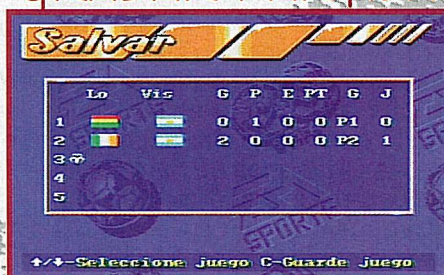 Salvar
Lo Vis G P E PT G J
1 0 1 0 0 P1 0
2 2 0 0 0 P2 1
3
4
5
↑/↓-Seleccione juego C-Guarde juego